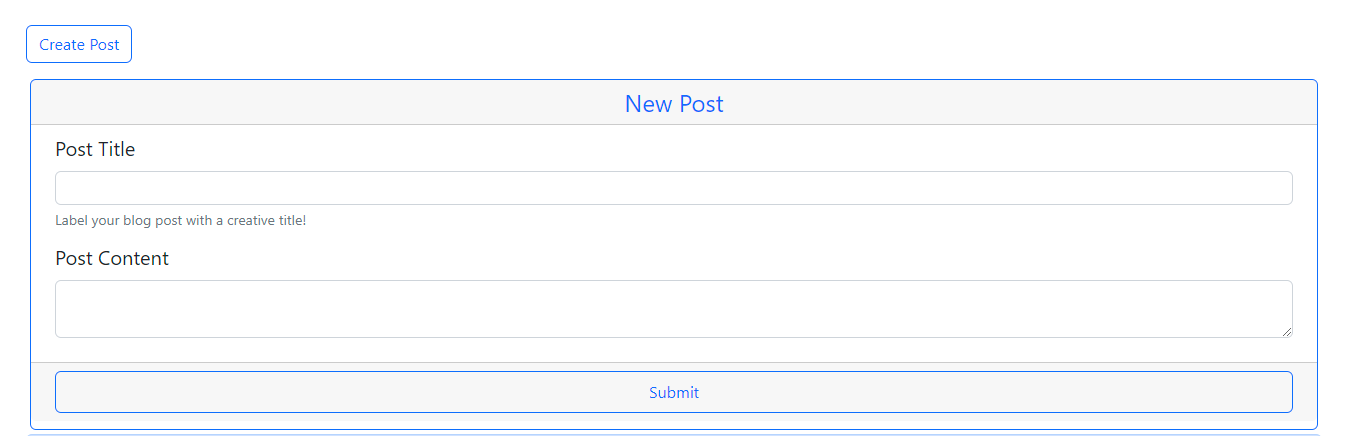 Create Post
New Post
Post Title
Label your blog post with a creative title!
Post Content
Submit